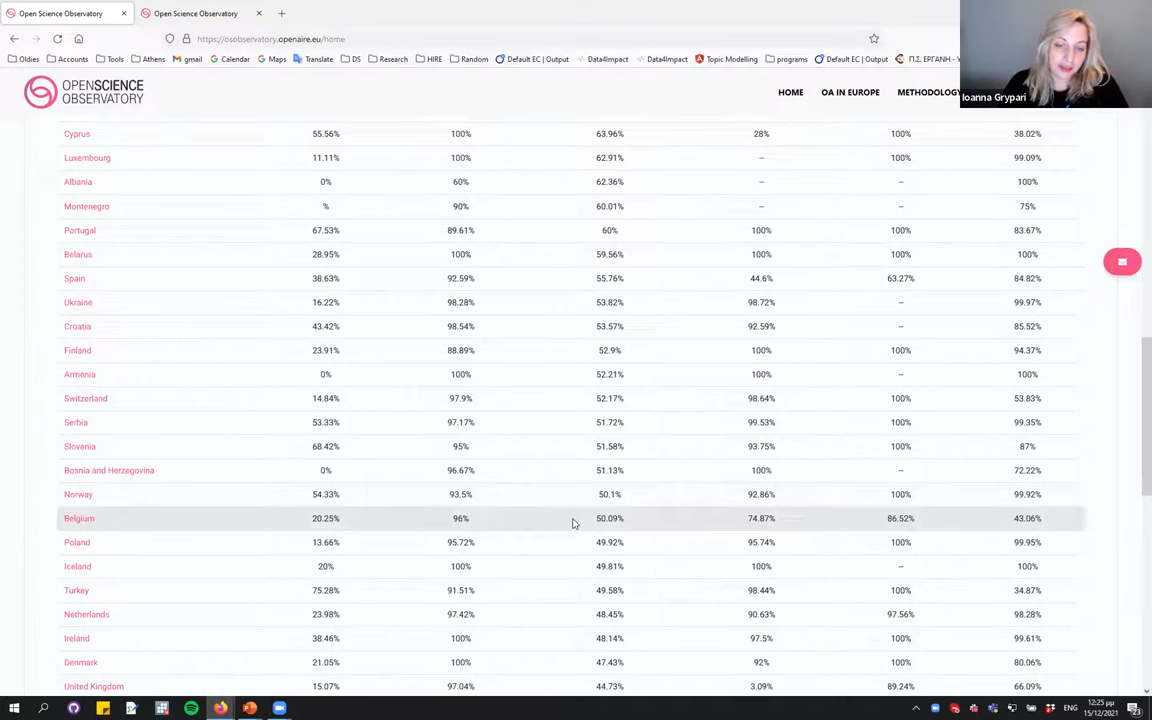 Open Science Observatory
Open Science Observatory
https://osobservatory.openaire.eu/home
Oldies Accounts Tools Athens gmail Calendar Maps Translate DS Research HIRE Random Default EC | Output Data4Impact Data4Impact Topic Modelling programs Default EC | Output Π.Σ. ΕΡΓΑΝΗ - Υ
OPENSCIENCE
OBSERVATORY
HOME OA IN EUROPE METHODOLOGY
Ioanna Grypari
Cyprus 55.56% 100% 63.96% 28% 100% 38.02%
Luxembourg 11.11% 100% 62.91% -- 100% 99.09%
Albania 0% 60% 62.36% -- -- 100%
Montenegro % 90% 60.01% -- -- 75%
Portugal 67.53% 89.61% 60% 100% 100% 83.67%
Belarus 28.95% 100% 59.56% 100% 100% 100%
Spain 38.63% 92.59% 55.76% 44.6% 63.27% 84.82%
Ukraine 16.22% 98.28% 53.82% 98.72% -- 99.97%
Croatia 43.42% 98.54% 53.57% 92.59% -- 85.52%
Finland 23.91% 88.89% 52.9% 100% 100% 94.37%
Armenia 0% 100% 52.21% 100% -- 100%
Switzerland 14.84% 97.9% 52.17% 98.64% 100% 53.83%
Serbia 53.33% 97.17% 51.72% 99.53% 100% 99.35%
Slovenia 68.42% 95% 51.58% 93.75% 100% 87%
Bosnia and Herzegovina 0% 96.67% 51.13% 100% -- 72.22%
Norway 54.33% 93.5% 50.1% 92.86% 100% 99.92%
Belgium 20.25% 96% 50.09% 74.87% 86.52% 43.06%
Poland 13.66% 95.72% 49.92% 95.74% 100% 99.95%
Iceland 20% 100% 49.81% 100% -- 100%
Turkey 75.28% 91.51% 49.58% 98.44% 100% 34.87%
Netherlands 23.98% 97.42% 48.45% 90.63% 97.56% 98.28%
Ireland 38.46% 100% 48.14% 97.5% 100% 99.61%
Denmark 21.05% 100% 47.43% 92% 100% 80.06%
United Kingdom 15.07% 97.04% 44.73% 3.09% 89.24% 66.09%
ENG
12:25 μμ
15/12/2021
23